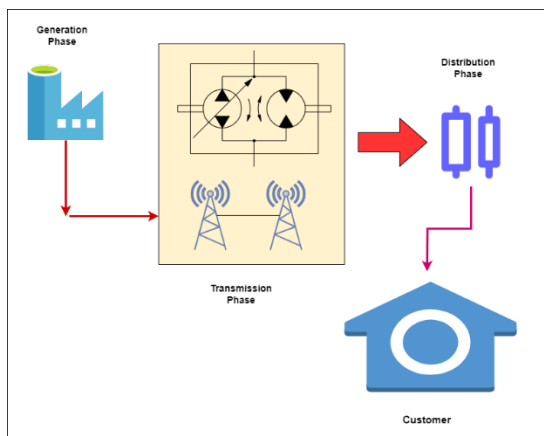 Generation
Phase
Distribution
Phase
Transmission
Phase
Customer